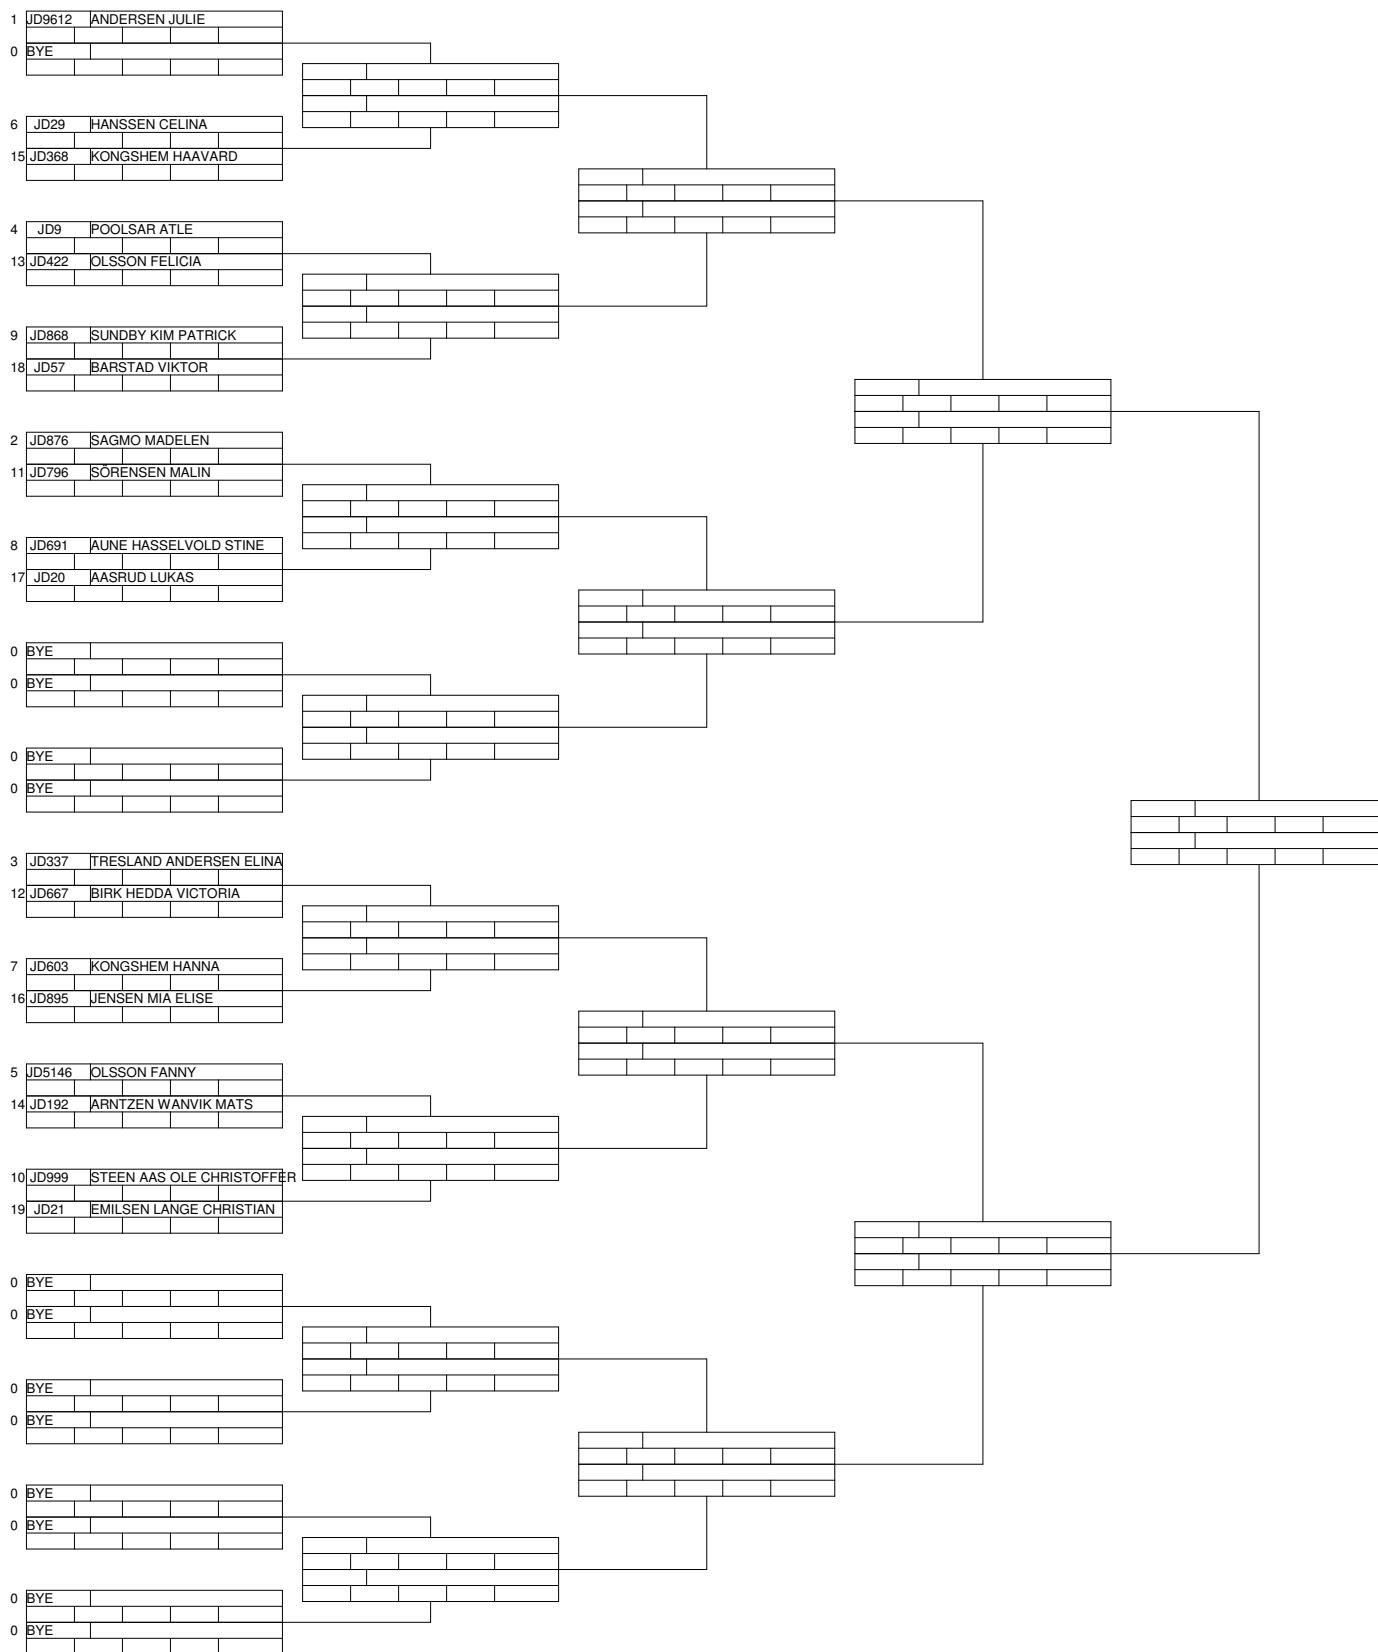 1 JD9612 ANDERSEN JULIE
0 BYE
6 JD29 HANSSEN CELINA
15 JD368 KONGSHEM HAAVARD
4 JD9 POOLSAR ATLE
13 JD422 OLSSON FELICIA
9 JD868 SUNDBY KIM PATRICK
18 JD57 BARSTAD VIKTOR
2 JD876 SAGMO MADELEN
11 JD796 SÖRENSEN MALIN
8 JD691 AUNE HASSELVOLD STINE
17 JD20 AASRUD LUKAS
0 BYE
0 BYE
0 BYE
0 BYE
3 JD337 TRESLAND ANDERSEN ELINA
12 JD667 BIRK HEDDA VICTORIA
7 JD603 KONGSHEM HANNA
16 JD895 JENSEN MIA ELISE
5 JD5146 OLSSON FANNY
14 JD192 ARNTZEN WANVIK MATS
10 JD999 STEEN AAS OLE CHRISTOFFER
19 JD21 EMILSEN LANGE CHRISTIAN
0 BYE
0 BYE
0 BYE
0 BYE
0 BYE
0 BYE
0 BYE
0 BYE